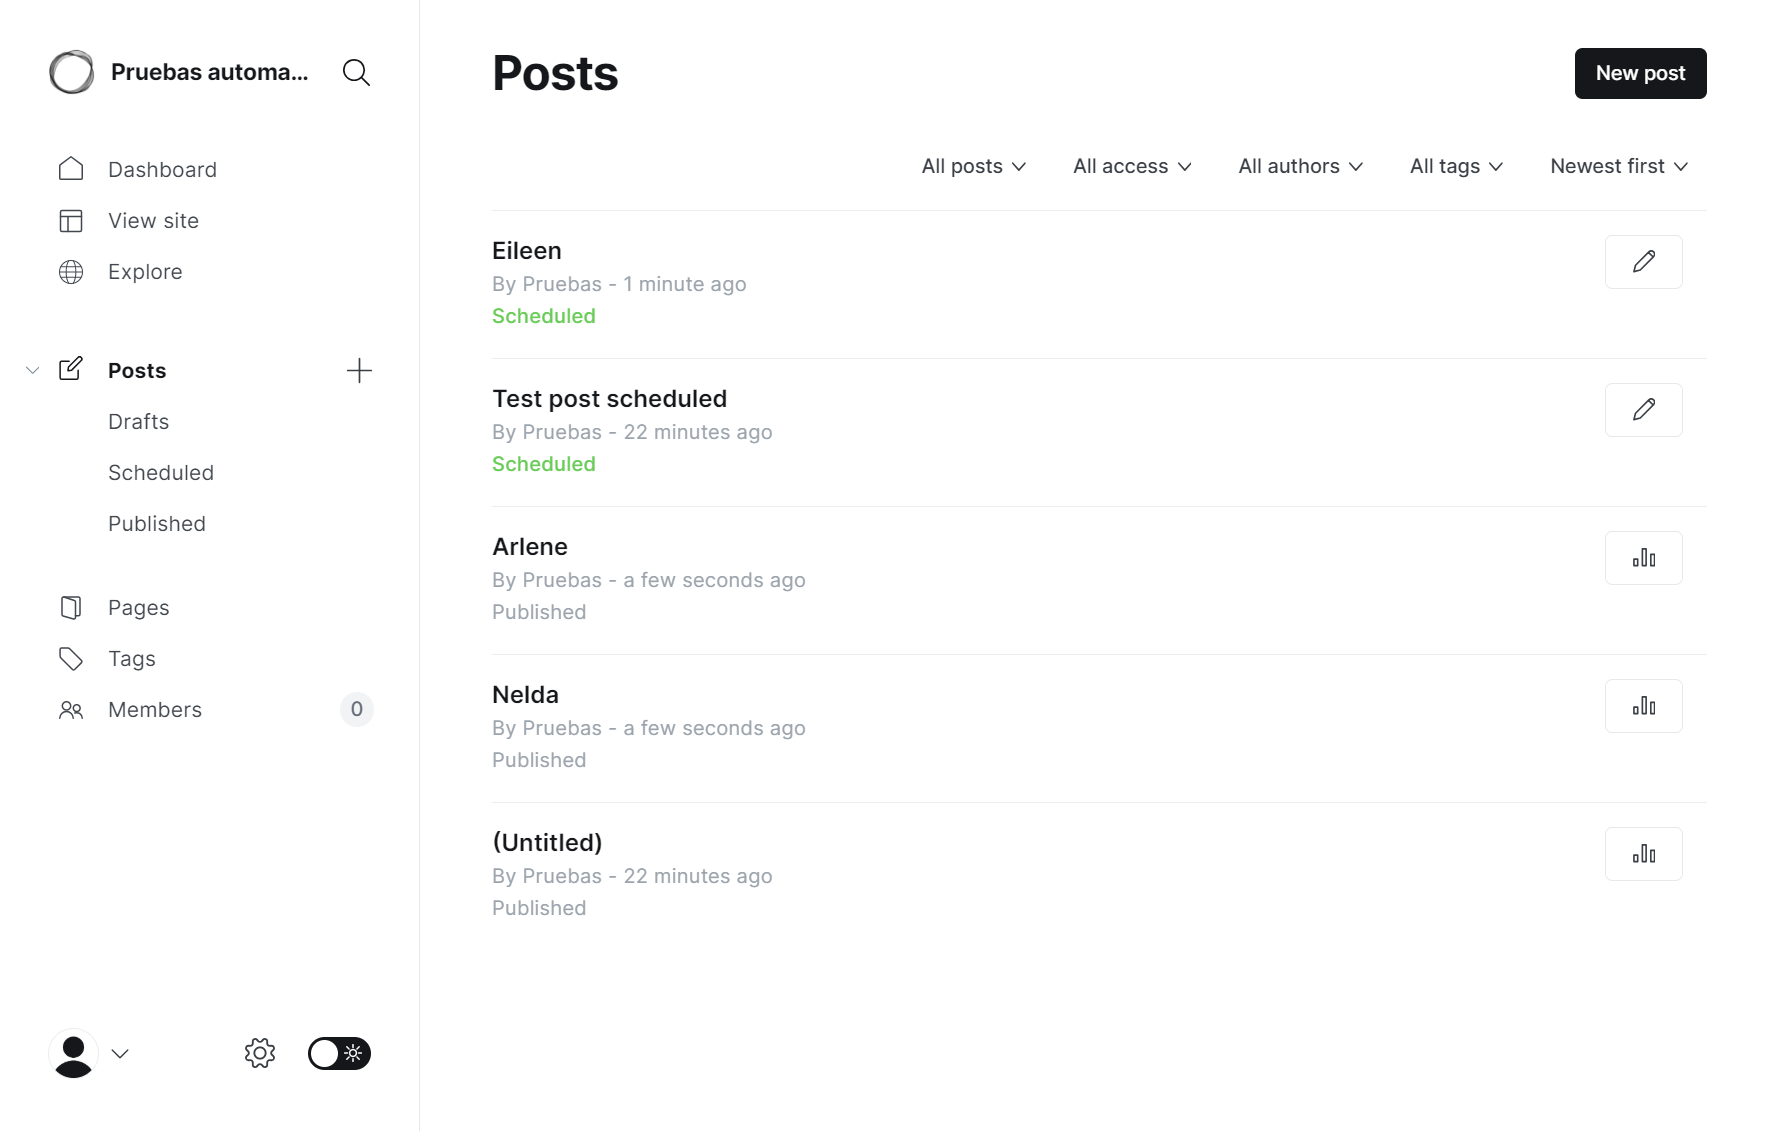 Pruebas automa...
Dashboard
View site
Explore
Posts
Drafts
Scheduled
Published
Pages
Tags
Members 0
Posts
New post
All posts All access All authors All tags Newest first
Eileen
By Pruebas - 1 minute ago
Scheduled
Test post scheduled
By Pruebas - 22 minutes ago
Scheduled
Arlene
By Pruebas - a few seconds ago
Published
Nelda
By Pruebas - a few seconds ago
Published
(Untitled)
By Pruebas - 22 minutes ago
Published